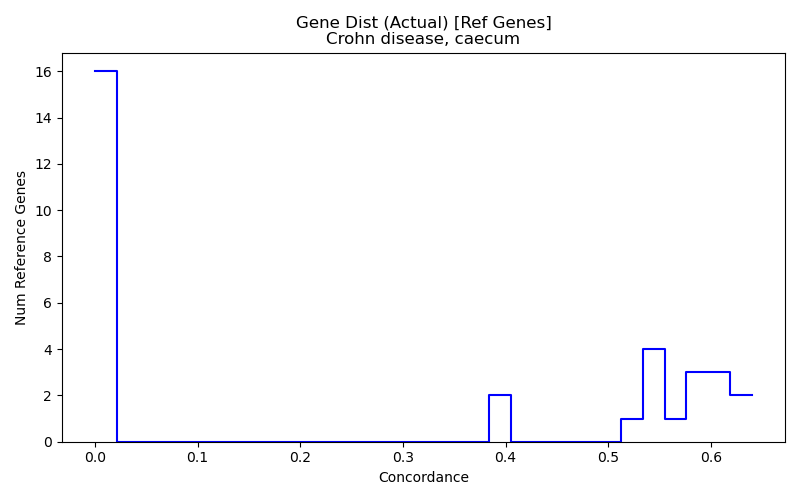 Gene Dist (Actual) [Ref Genes]
Crohn disease, caecum
Num Reference Genes
16
14
12
10
8
6
4
2
0
0.0 0.1 0.2 0.3 0.4 0.5 0.6
Concordance